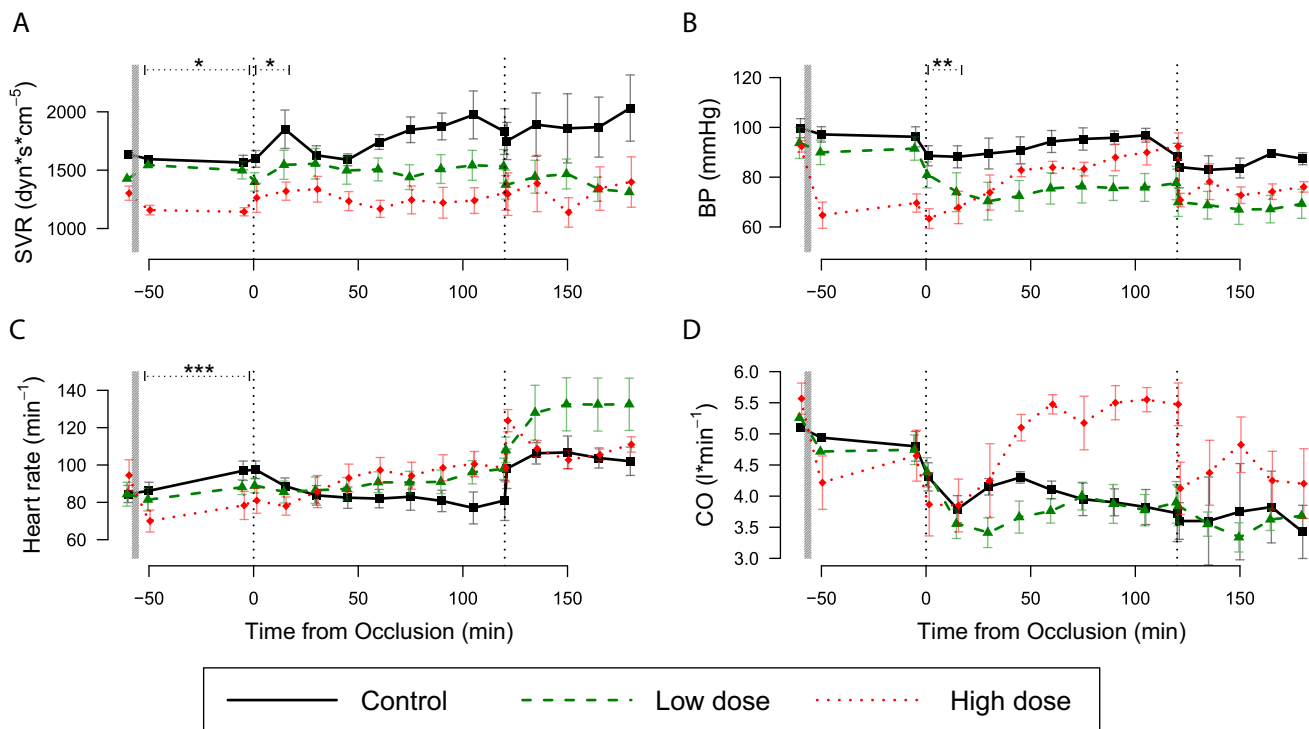 A
SVR (dyn*s*cm−5)
2000
1500
1000
* *
−50 0 50 100 150
B
BP (mmHg)
120
100
80
60
**
−50 0 50 100 150
C
Heart rate (min−1)
140
120
100
80
60
***
−50 0 50 100 150
Time from Occlusion (min)
D
CO (l*min−1)
6.0
5.5
5.0
4.5
4.0
3.5
3.0
−50 0 50 100 150
Time from Occlusion (min)
Control Low dose High dose